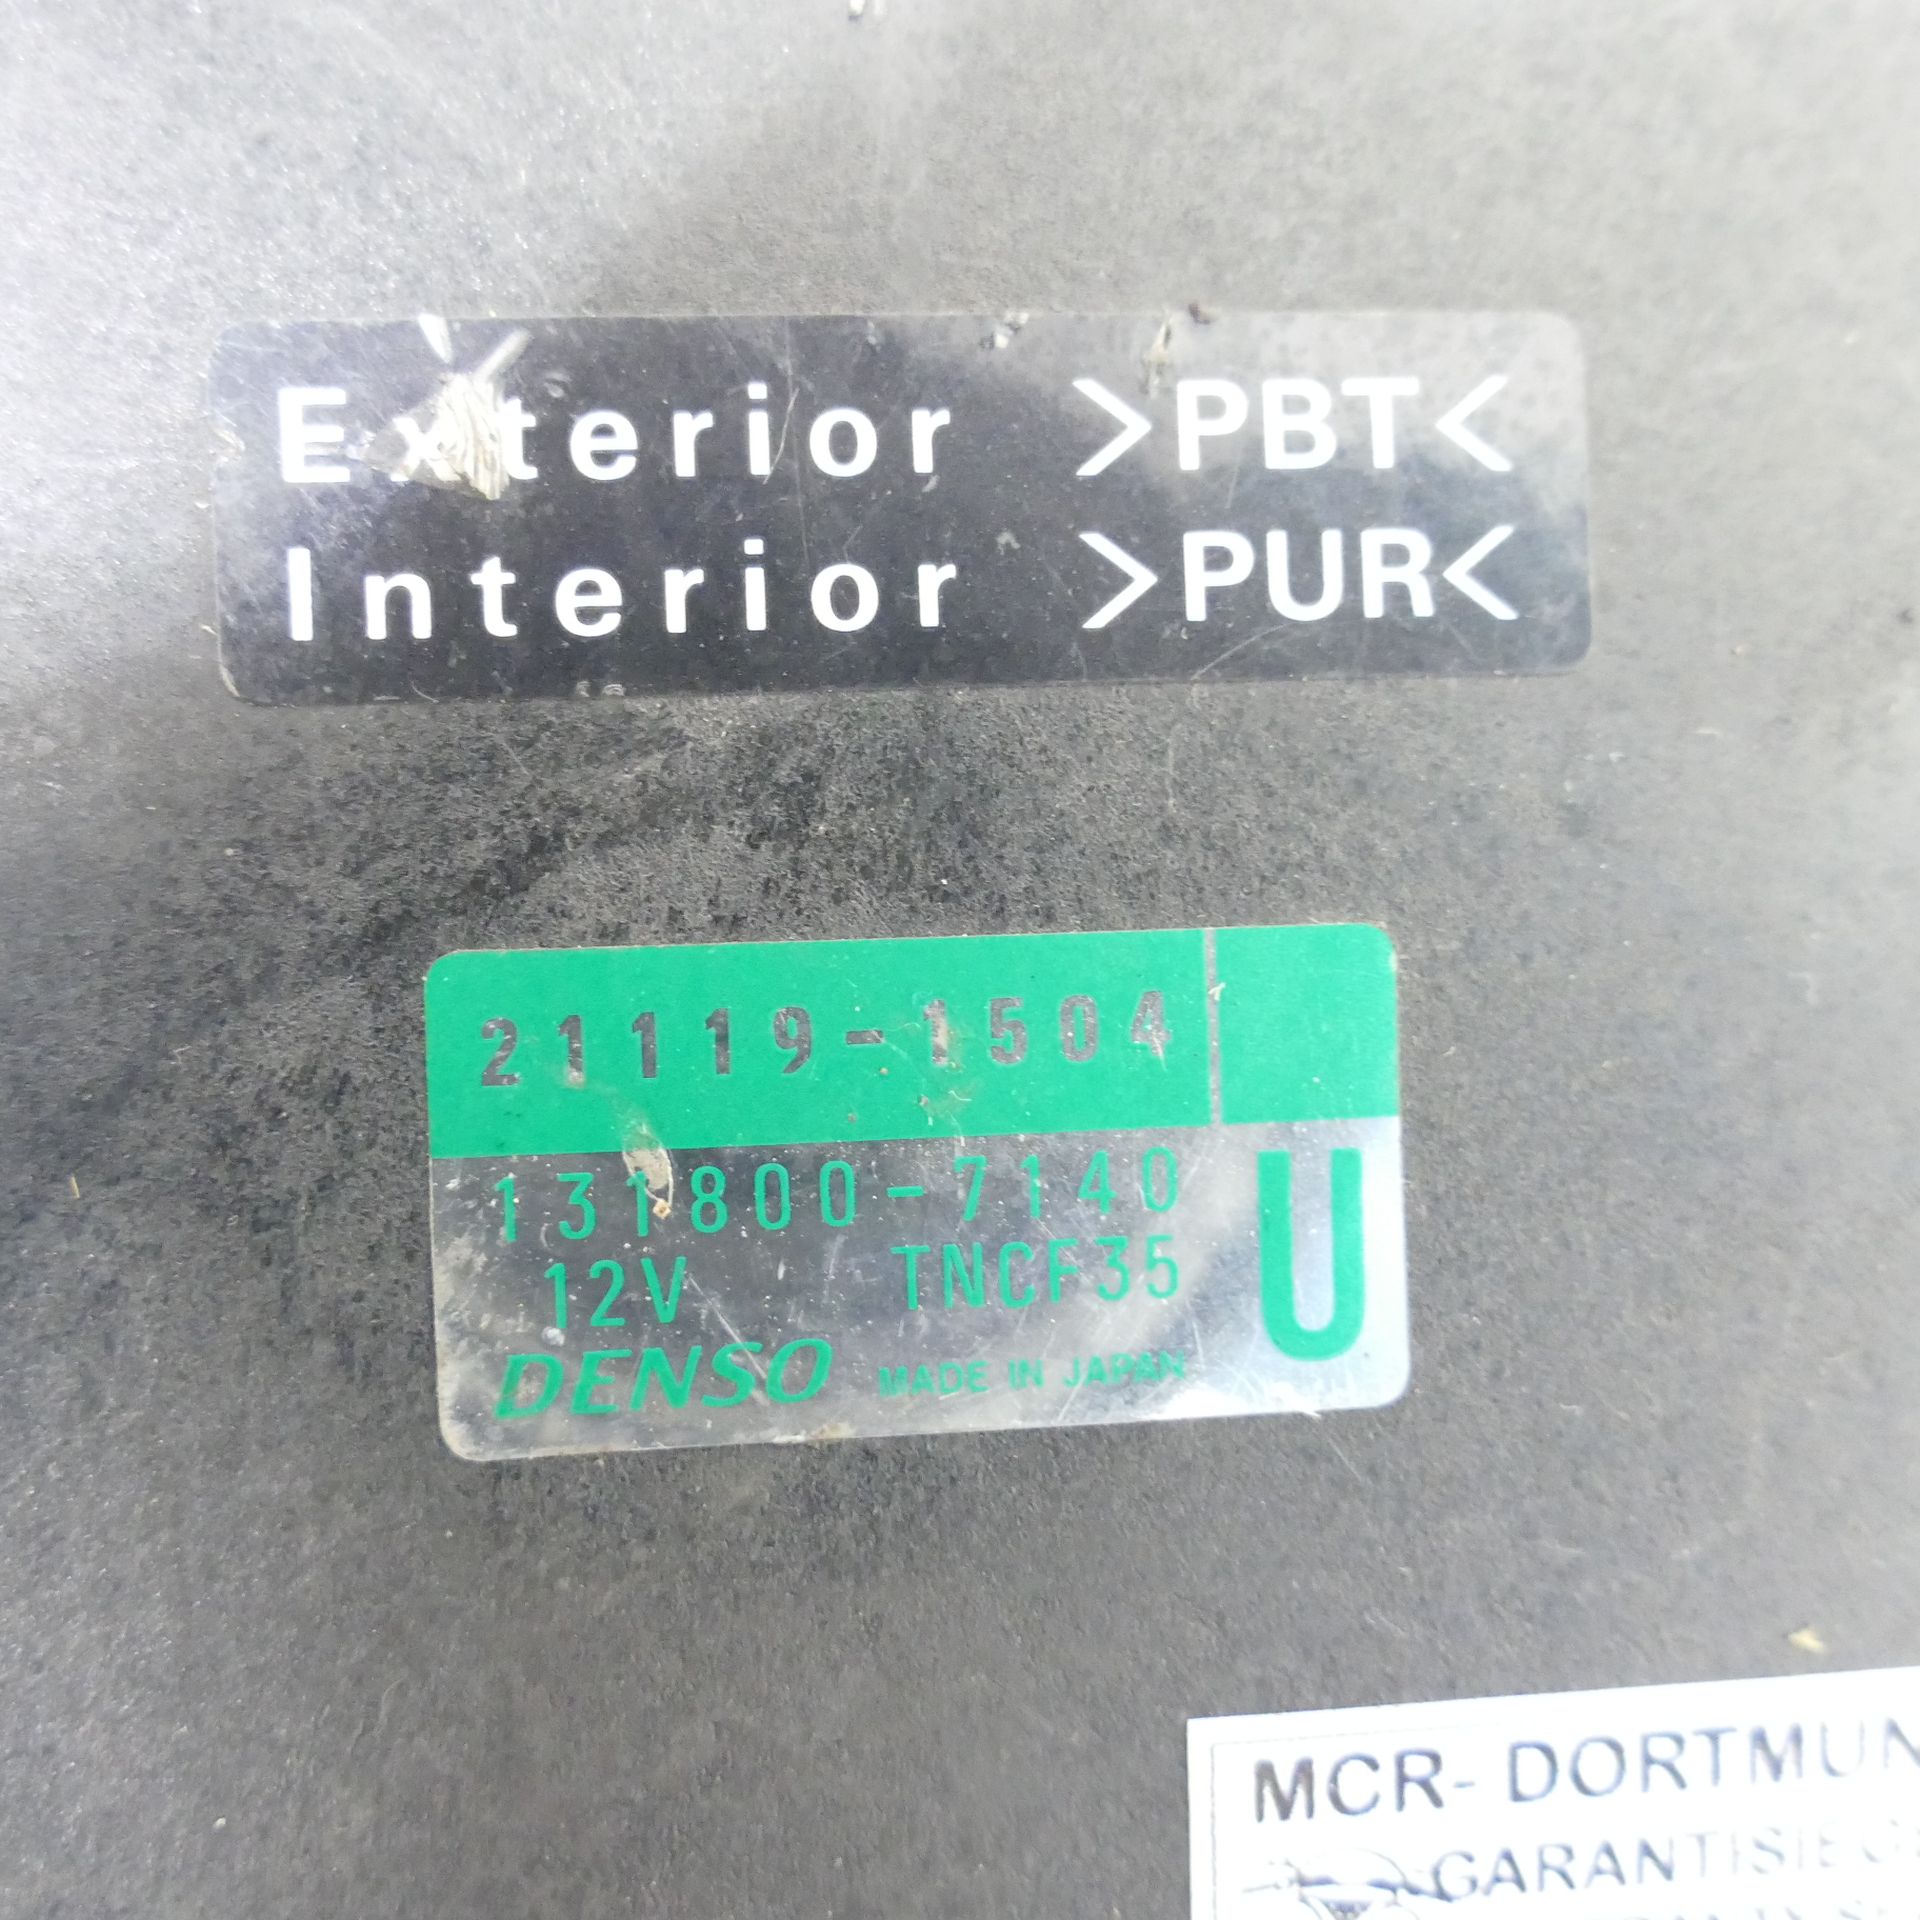 Exterior >PBT<
Interior >PUR<
21119-1504
131800-7140
12V TNCF35 U
DENSO MADE IN JAPAN
MCR- DORTMUN